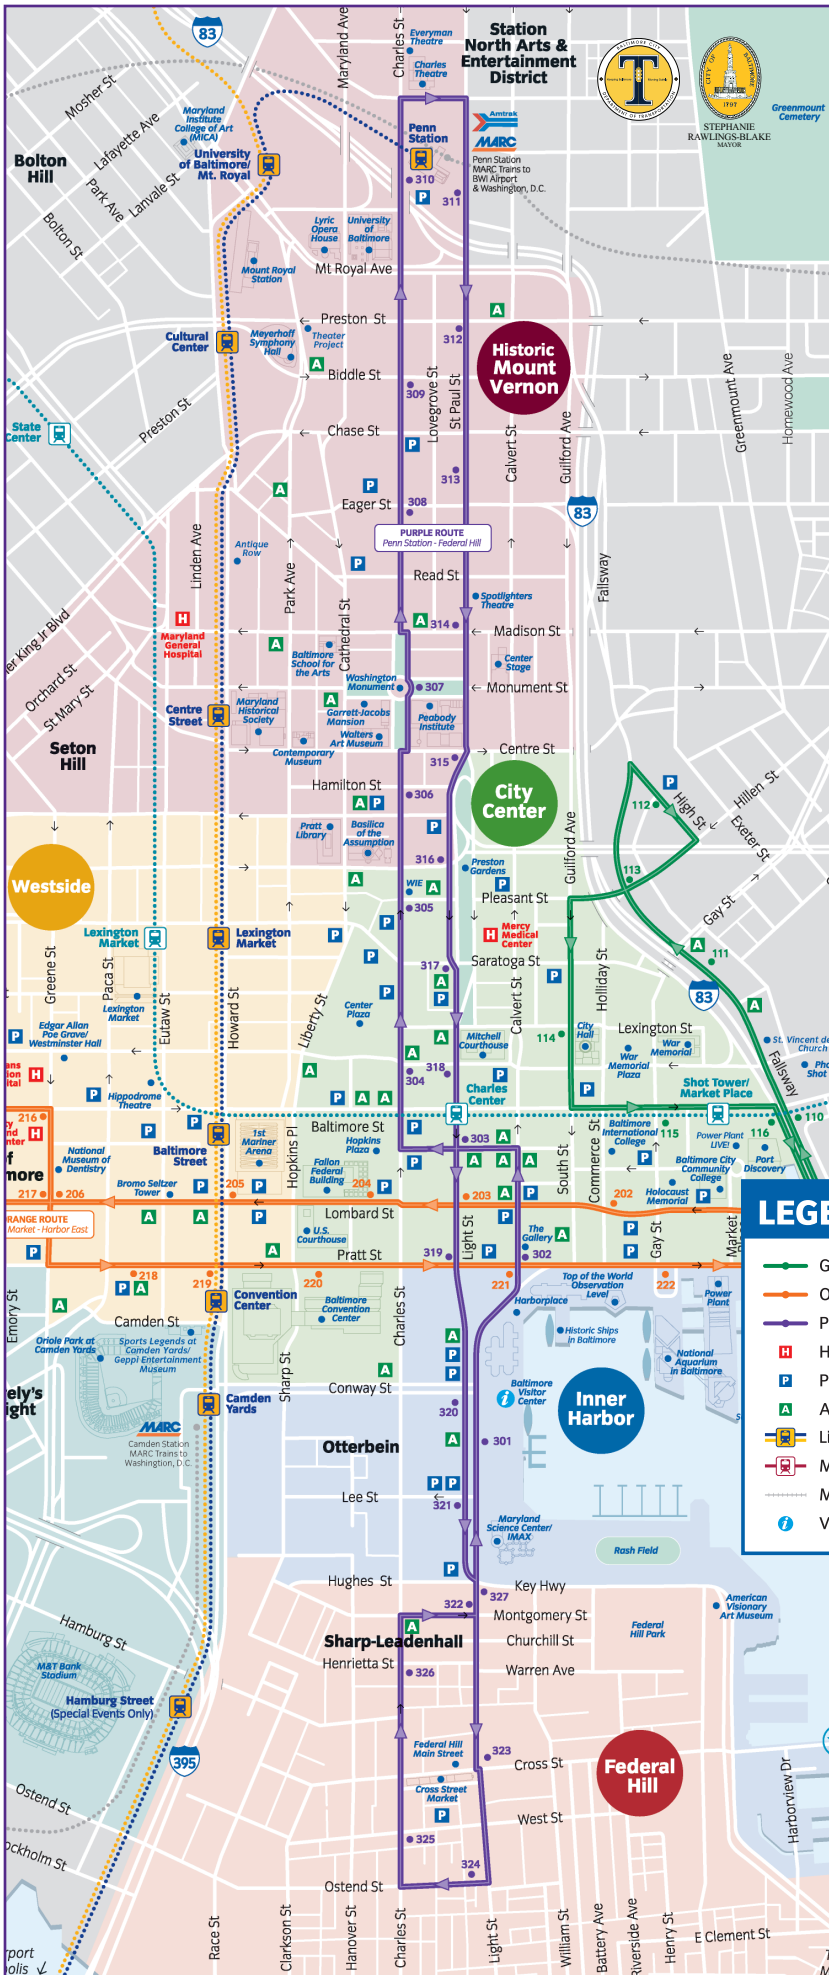 83
Maryland Ave
Charles St
Everyman
Theatre
Charles
Theatre
Station
North Arts &
Entertainment
District
BALTIMORE CITY
T
DEPARTMENT OF TRANSPORTATION
CITY OF
BALTIMORE
1797
STEPHANIE
RAWLINGS-BLAKE
MAYOR
Greenmount
Cemetery
Mosher St
Lafayette Ave
Maryland
Institute
College of Art
(MICA)
Bolton
Hill
Park Ave
Lanvale St
Bolton St
University
of Baltimore/
Mt. Royal
Penn
Station
310
P
311
Amtrak
MARC
Penn Station
MARC Trains to
BWI Airport
& Washington, D.C.
Lyric
Opera
House
University
of
Baltimore
Mount Royal
Station
Mt Royal Ave
A
Preston St
Cultural
Center
Meyerhoff
Symphony
Hall
Theater
Project
A
312
Historic
Mount
Vernon
Biddle St
309
Lovegrove St
St Paul St
Greenmount Ave
Homewood Ave
State
Center
Preston St
Chase St
P
Calvert St
Guilford Ave
313
A
P
Eager St
308
83
PURPLE ROUTE
Penn Station - Federal Hill
Linden Ave
Antique
Row
Park Ave
P
Read St
Fallsway
Spotlighters
Theatre
H
Maryland
General
Hospital
Cathedral St
A
314
Madison St
er King Jr Blvd
A
Baltimore
School for
the Arts
Center
Stage
Orchard St
St Mary St
Washington
Monument
307
Monument St
Centre
Street
Maryland
Historical
Society
A
Garrett-Jacobs
Mansion
Walters
Art Museum
Peabody
Institute
Contemporary
Museum
Seton
Hill
Centre St
315
Hamilton St
306
A
P
City
Center
P
112
High St
Hillen St
Exeter St
Pratt
Library
Basilica
of the
Assumption
P
316
Guilford Ave
Preston
Gardens
113
Westside
A
WIE
A
P
305
Pleasant St
Gay St
Lexington
Market
Lexington
Market
P
P
H
Mercy
Medical
Center
A
111
Greene St
Paca St
P
317
Saratoga St
P
Holliday St
Lexington
Market
Eutaw St
Howard St
Liberty St
P
A
P
Calvert St
83
A
Center
Plaza
Edgar Allan
Poe Grave/
Westminster Hall
P
114
City
Hall
Lexington St
War
Memorial
Plaza
War
Memorial
A
Mitchell
Courthouse
St. Vincent de
Church
A
304
318
P
Fallsway
H
P
Hippodrome
Theatre
A
P
A
A
Charles
Center
P
Shot Tower/
Market Place
110
216
H
P
P
Baltimore
Street
1st
Mariner
Arena
Hopkins Pl
Baltimore St
Hopkins
Plaza
P
303
A
Commerce St
Baltimore
International
College
115
Power Plant
LIVE!
116
Port
Discovery
National
Museum of
Dentistry
Fallon
Federal
Building
P
A
A
A
South St
P
Baltimore City
Community
College
217
206
Bromo Seltzer
Tower
P
205
P
204
203
A
P
202
Holocaust
Memorial
P
ORANGE ROUTE
Market - Harbor East
A
A
P
Lombard St
U.S.
Courthouse
Light St
P
The
Gallery
A
P
P
Gay St
Market
LEGE
P
A
Pratt St
319
P
302
218
P
A
219
220
221
222
Emory St
A
Convention
Center
Baltimore
Convention
Center
Charles St
Harborplace
Top of the World
Observation
Level
Power
Plant
Camden St
Oriole Park at
Camden Yards
Sports Legends at
Camden Yards/
Geppi Entertainment
Museum
A
P
P
Historic Ships
in Baltimore
National
Aquarium
in Baltimore
Sharp St
A
Conway St
Camden
Yards
Baltimore
Visitor
Center
Inner
Harbor
320
MARC
Camden Station
MARC Trains to
Washington, D.C.
Otterbein
A
301
P
P
Lee St
321
Maryland
Science Center/
IMAX
Rash Field
P
Hughes St
Key Hwy
327
322
Montgomery St
American
Visionary
Art Museum
Hamburg St
A
Sharp-Leadenhall
Churchill St
Federal
Hill Park
Henrietta St
326
Warren Ave
M&T Bank
Stadium
Hamburg Street
(Special Events Only)
395
Federal Hill
Main Street
323
Cross St
Federal
Hill
Cross Street
Market
P
West St
Ostend St
325
Harborview Dr
324
Ostend St
Race St
Clarkson St
Hanover St
Charles St
Light St
William St
Battery Ave
Riverside Ave
Henry St
E Clement St